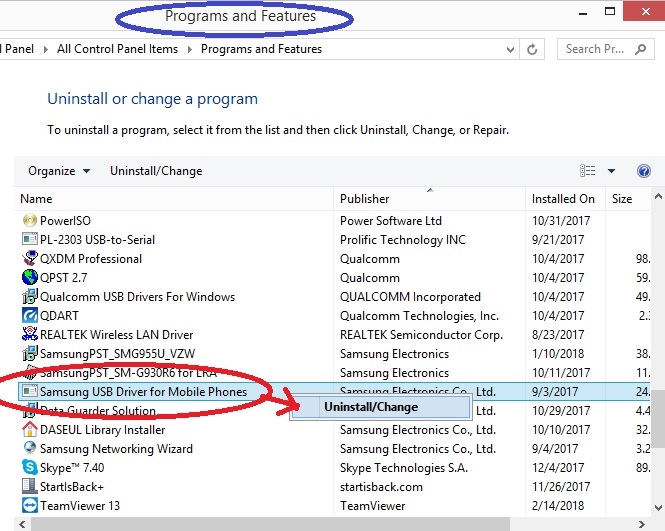 Programs and Features
l Panel All Control Panel Items Programs and Features Search Pr...
Uninstall or change a program
To uninstall a program, select it from the list and then click Uninstall, Change, or Repair.
Organize Uninstall/Change
Name Publisher Installed On Size
PowerISO Power Software Ltd 10/31/2017
PL-2303 USB-to-Serial Prolific Technology INC 9/21/2017
QXDM Professional Qualcomm 10/4/2017 98.
QPST 2.7 Qualcomm 10/4/2017 59.
Qualcomm USB Drivers For Windows QUALCOMM Incorporated 10/4/2017 49.
QDART Qualcomm Technologies, Inc. 10/4/2017 2.
REALTEK Wireless LAN Driver REALTEK Semiconductor Corp. 8/23/2017
SamsungPST_SMG955U_VZW Samsung Electronics 1/10/2018 38.
SamsungPST_SM-G930R6 for LRA Samsung Electronics 10/11/2017 11.
Samsung USB Driver for Mobile Phones Samsung Electronics Co., Ltd. 9/3/2017 24.
Data Guarder Solution Uninstall/Change Ltd. 10/29/2017 4.4
DASEUL Library Installer Samsung Electronics Co., Ltd. 10/10/2017 32.
Samsung Networking Wizard Samsung Electronics Co., Ltd. 9/4/2017 3.2
Skype™ 7.40 Skype Technologies S.A. 12/4/2017 89.
StartIsBack+ startisback.com 11/26/2017
TeamViewer 13 TeamViewer 2/14/2018